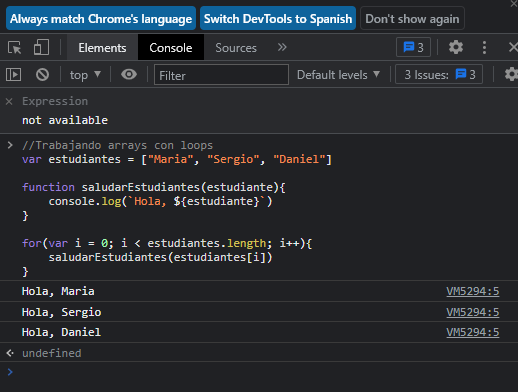 Always match Chrome's language Switch DevTools to Spanish Don't show again
Elements Console Sources » 3
top ▾ Filter Default levels ▾ 3 Issues: 3
× Expression
not available
> //Trabajando arrays con loops
var estudiantes = ["Maria", "Sergio", "Daniel"]
function saludarEstudiantes(estudiante){
console.log(`Hola, ${estudiante}`)
}
for(var i = 0; i < estudiantes.length; i++){
saludarEstudiantes(estudiantes[i])
}
Hola, Maria VM5294:5
Hola, Sergio VM5294:5
Hola, Daniel VM5294:5
undefined